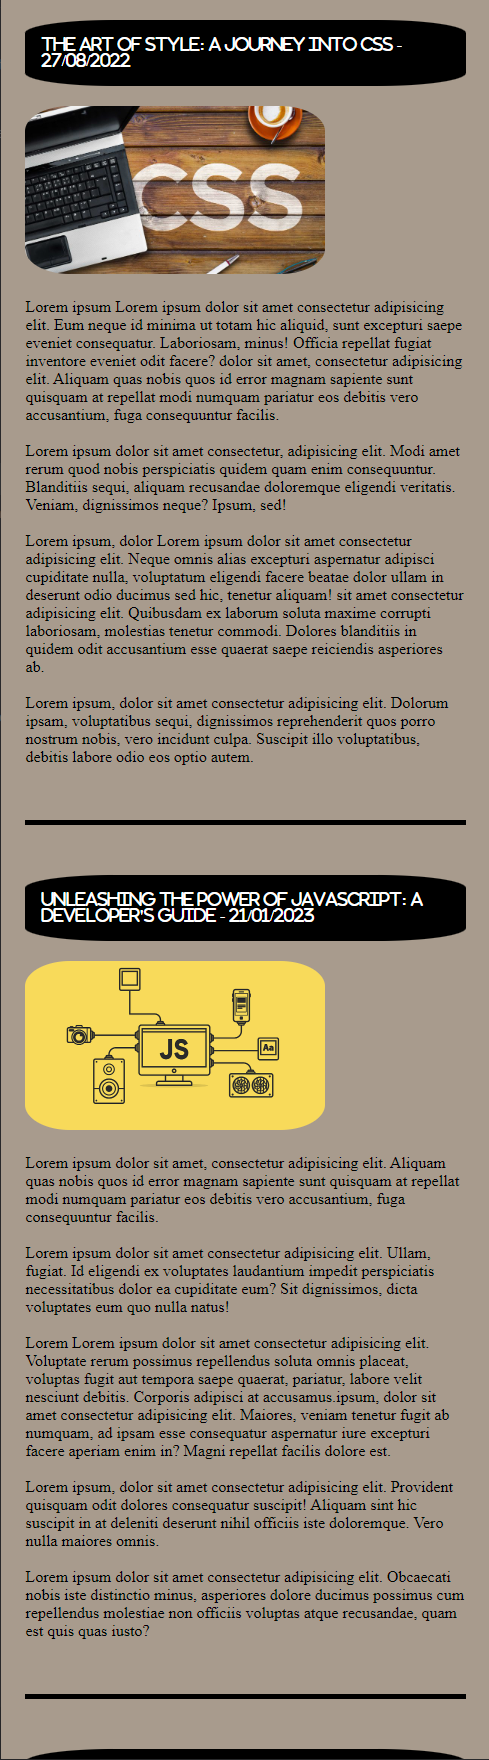 THE ART OF STYLE: A JOURNEY INTO CSS -
27/08/2022
CSS
Lorem ipsum Lorem ipsum dolor sit amet consectetur adipisicing
elit. Eum neque id minima ut totam hic aliquid, sunt excepturi saepe
eveniet consequatur. Laboriosam, minus! Officia repellat fugiat
inventore eveniet odit facere? dolor sit amet, consectetur adipisicing
elit. Aliquam quas nobis quos id error magnam sapiente sunt
quisquam at repellat modi numquam pariatur eos debitis vero
accusantium, fuga consequuntur facilis.
Lorem ipsum dolor sit amet consectetur, adipisicing elit. Modi amet
rerum quod nobis perspiciatis quidem quam enim consequuntur.
Blanditiis sequi, aliquam recusandae doloremque eligendi veritatis.
Veniam, dignissimos neque? Ipsum, sed!
Lorem ipsum, dolor Lorem ipsum dolor sit amet consectetur
adipisicing elit. Neque omnis alias excepturi aspernatur adipisci
cupiditate nulla, voluptatum eligendi facere beatae dolor ullam in
deserunt odio ducimus sed hic, tenetur aliquam! sit amet consectetur
adipisicing elit. Quibusdam ex laborum soluta maxime corrupti
laboriosam, molestias tenetur commodi. Dolores blanditiis in
quidem odit accusantium esse quaerat saepe reiciendis asperiores
ab.
Lorem ipsum, dolor sit amet consectetur adipisicing elit. Dolorum
ipsam, voluptatibus sequi, dignissimos reprehenderit quos porro
nostrum nobis, vero incidunt culpa. Suscipit illo voluptatibus,
debitis labore odio eos optio autem.
UNLEASHING THE POWER OF JAVASCRIPT: A
DEVELOPER'S GUIDE - 21/01/2023
JS
Aa
Lorem ipsum dolor sit amet, consectetur adipisicing elit. Aliquam
quas nobis quos id error magnam sapiente sunt quisquam at repellat
modi numquam pariatur eos debitis vero accusantium, fuga
consequuntur facilis.
Lorem ipsum dolor sit amet consectetur adipisicing elit. Ullam,
fugiat. Id eligendi ex voluptates laudantium impedit perspiciatis
necessitatibus dolor ea cupiditate eum? Sit dignissimos, dicta
voluptates eum quo nulla natus!
Lorem Lorem ipsum dolor sit amet consectetur adipisicing elit.
Voluptate rerum possimus repellendus soluta omnis placeat,
voluptas fugit aut tempora saepe quaerat, pariatur, labore velit
nesciunt debitis. Corporis adipisci at accusamus.ipsum, dolor sit
amet consectetur adipisicing elit. Maiores, veniam tenetur fugit ab
numquam, ad ipsam esse consequatur aspernatur iure excepturi
facere aperiam enim in? Magni repellat facilis dolore est.
Lorem ipsum, dolor sit amet consectetur adipisicing elit. Provident
quisquam odit dolores consequatur suscipit! Aliquam sint hic
suscipit in at deleniti deserunt nihil officiis iste doloremque. Vero
nulla maiores omnis.
Lorem ipsum dolor sit amet consectetur adipisicing elit. Obcaecati
nobis iste distinctio minus, asperiores dolore ducimus possimus cum
repellendus molestiae non officiis voluptas atque recusandae, quam
est quis quas iusto?